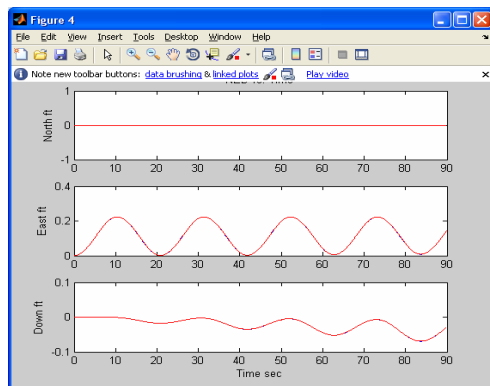 Figure 4
File Edit View Insert Tools Desktop Window Help
Note new toolbar buttons: data brushing & linked plots Play video
1
0
-1
North ft
0 10 20 30 40 50 60 70 80 90
0.4
0.2
0
East ft
0 10 20 30 40 50 60 70 80 90
0.1
0
-0.1
Down ft
0 10 20 30 40 50 60 70 80 90
Time sec